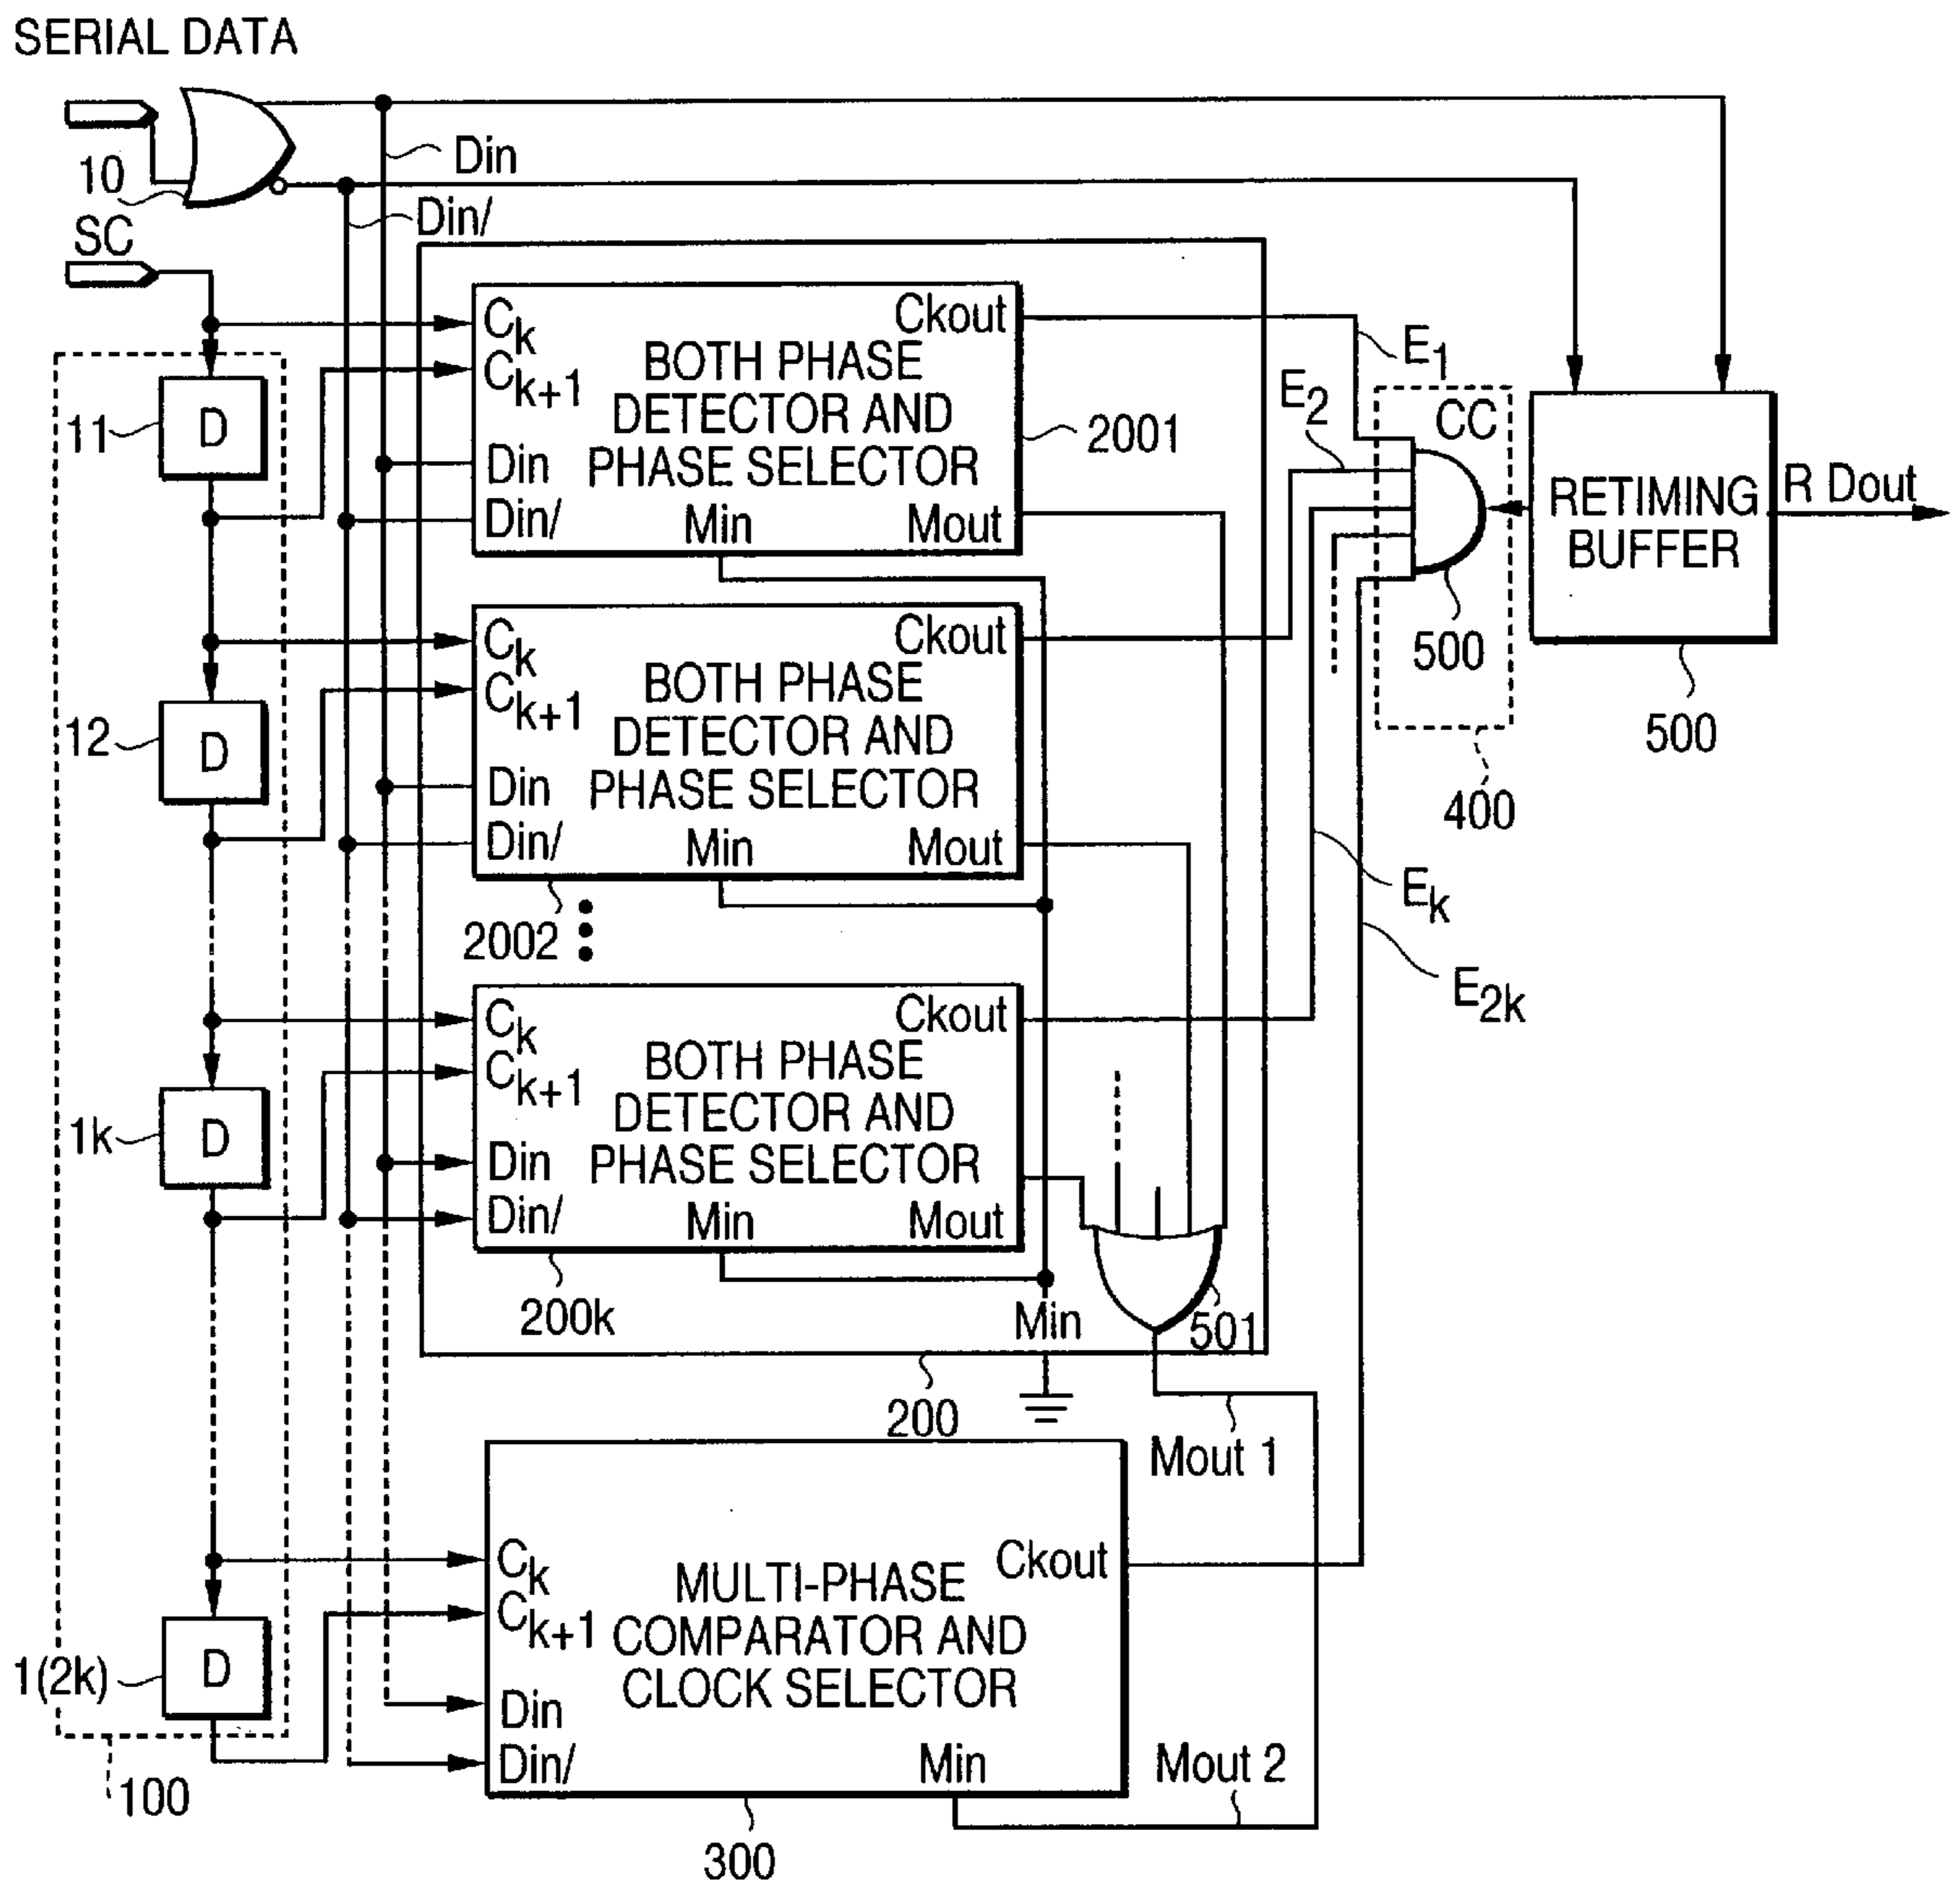 SERIAL DATA
10
Din
Din/
SC
Ck
Ck+1
Din
Din/
BOTH PHASE
DETECTOR AND
PHASE SELECTOR
Ckout
Min
Mout
2001
E1
E2
CC
500
400
RETIMING
BUFFER
500
R Dout
11
D
12
D
Ck
Ck+1
Din
Din/
BOTH PHASE
DETECTOR AND
PHASE SELECTOR
Ckout
Min
Mout
2002
Ek
E2k
1k
D
Ck
Ck+1
Din
Din/
BOTH PHASE
DETECTOR AND
PHASE SELECTOR
Ckout
Min
Mout
200k
Min
501
200
Mout 1
1(2k)
D
100
Ck
Ck+1
Din
Din/
MULTI-PHASE
COMPARATOR AND
CLOCK SELECTOR
Ckout
Min
Mout 2
300